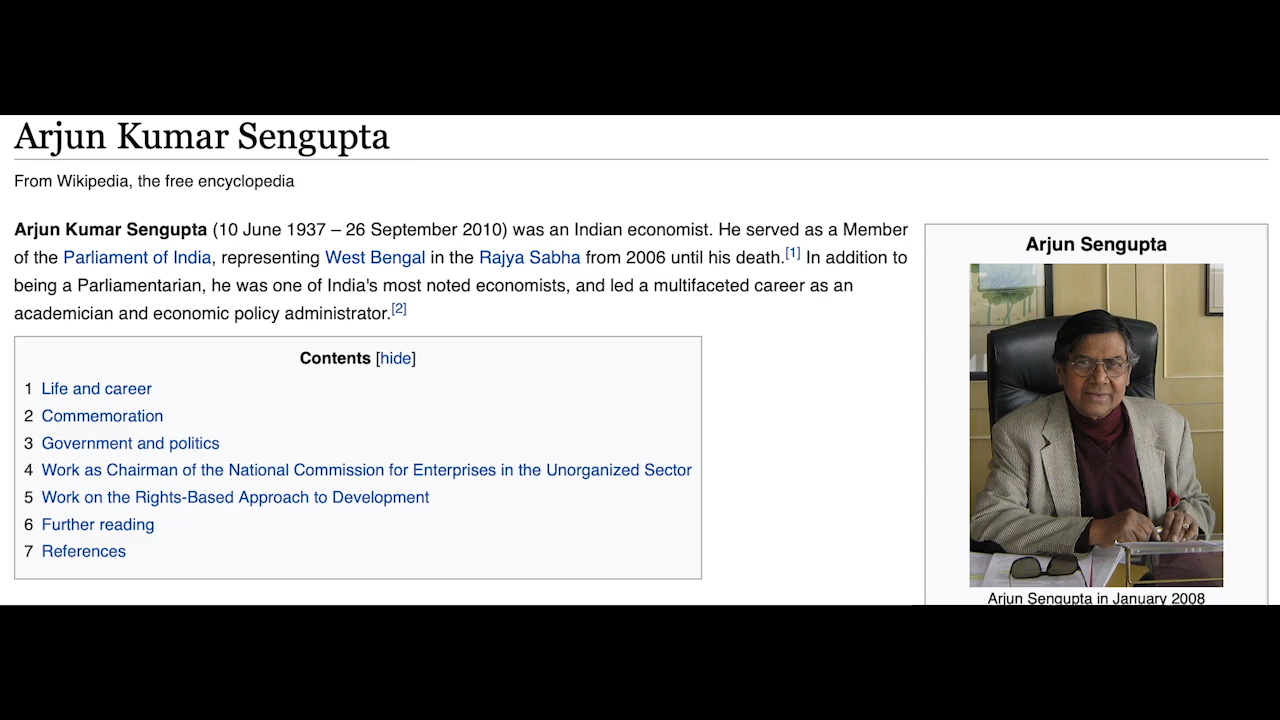 Arjun Kumar Sengupta
From Wikipedia, the free encyclopedia
Arjun Kumar Sengupta (10 June 1937 – 26 September 2010) was an Indian economist. He served as a Member
of the Parliament of India, representing West Bengal in the Rajya Sabha from 2006 until his death.[1] In addition to
being a Parliamentarian, he was one of India's most noted economists, and led a multifaceted career as an
academician and economic policy administrator.[2]
Contents [hide]
1 Life and career
2 Commemoration
3 Government and politics
4 Work as Chairman of the National Commission for Enterprises in the Unorganized Sector
5 Work on the Rights-Based Approach to Development
6 Further reading
7 References
Arjun Sengupta
Arjun Sengupta in January 2008